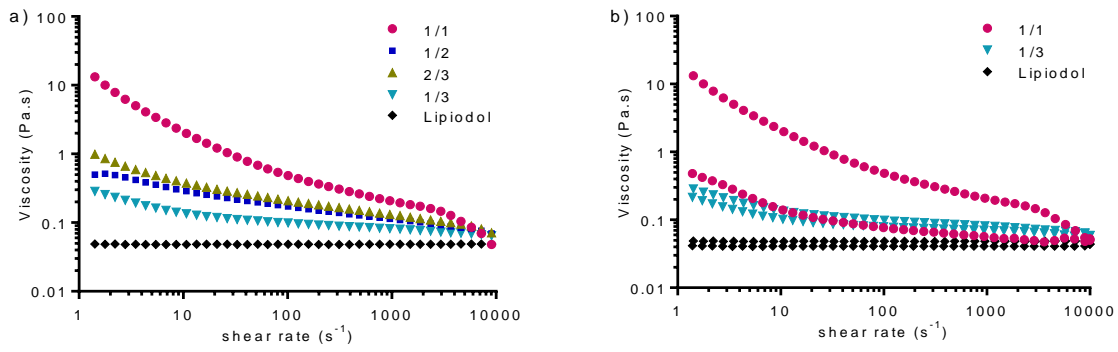 a)
100
10
1
0.1
0.01
Viscosity (Pa.s)
1 10 100 1000 10000
shear rate (s⁻¹)
1/1
1/2
2/3
1/3
Lipiodol
b)
100
10
1
0.1
0.01
Viscosity (Pa.s)
1 10 100 1000 10000
shear rate (s⁻¹)
1/1
1/3
Lipiodol